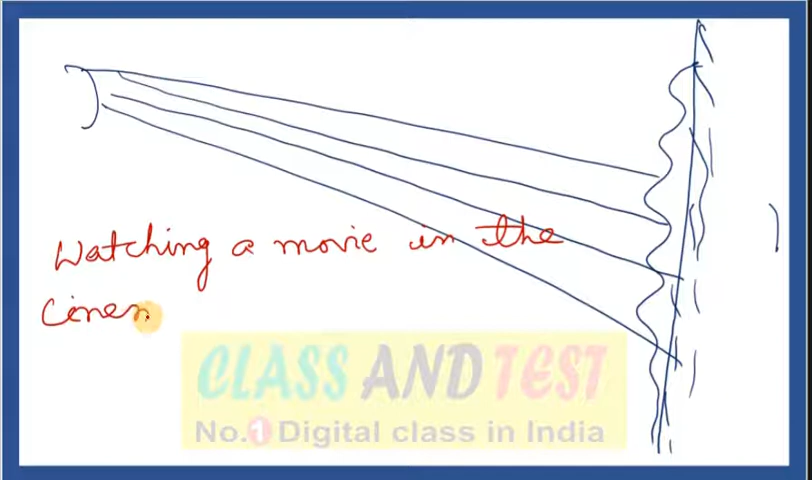 Watching a movie in the
Cinem
CLASS AND TEST
No.1 Digital class in India